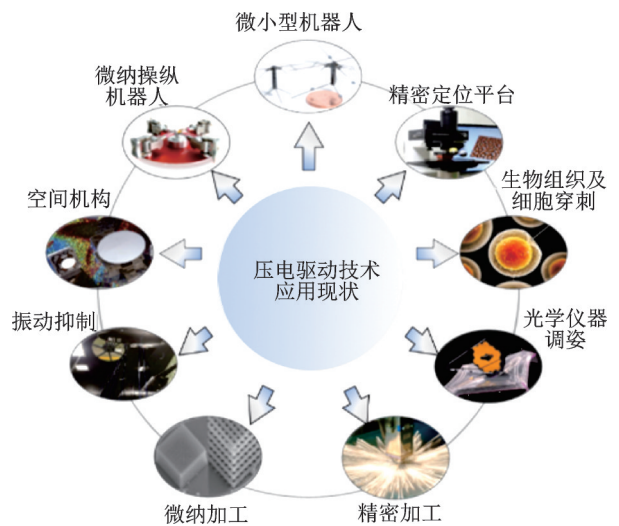 微小型机器人
微纳操纵
机器人
精密定位平台
生物组织及
细胞穿刺
空间机构
压电驱动技术
应用现状
振动抑制
光学仪器
调姿
微纳加工
精密加工